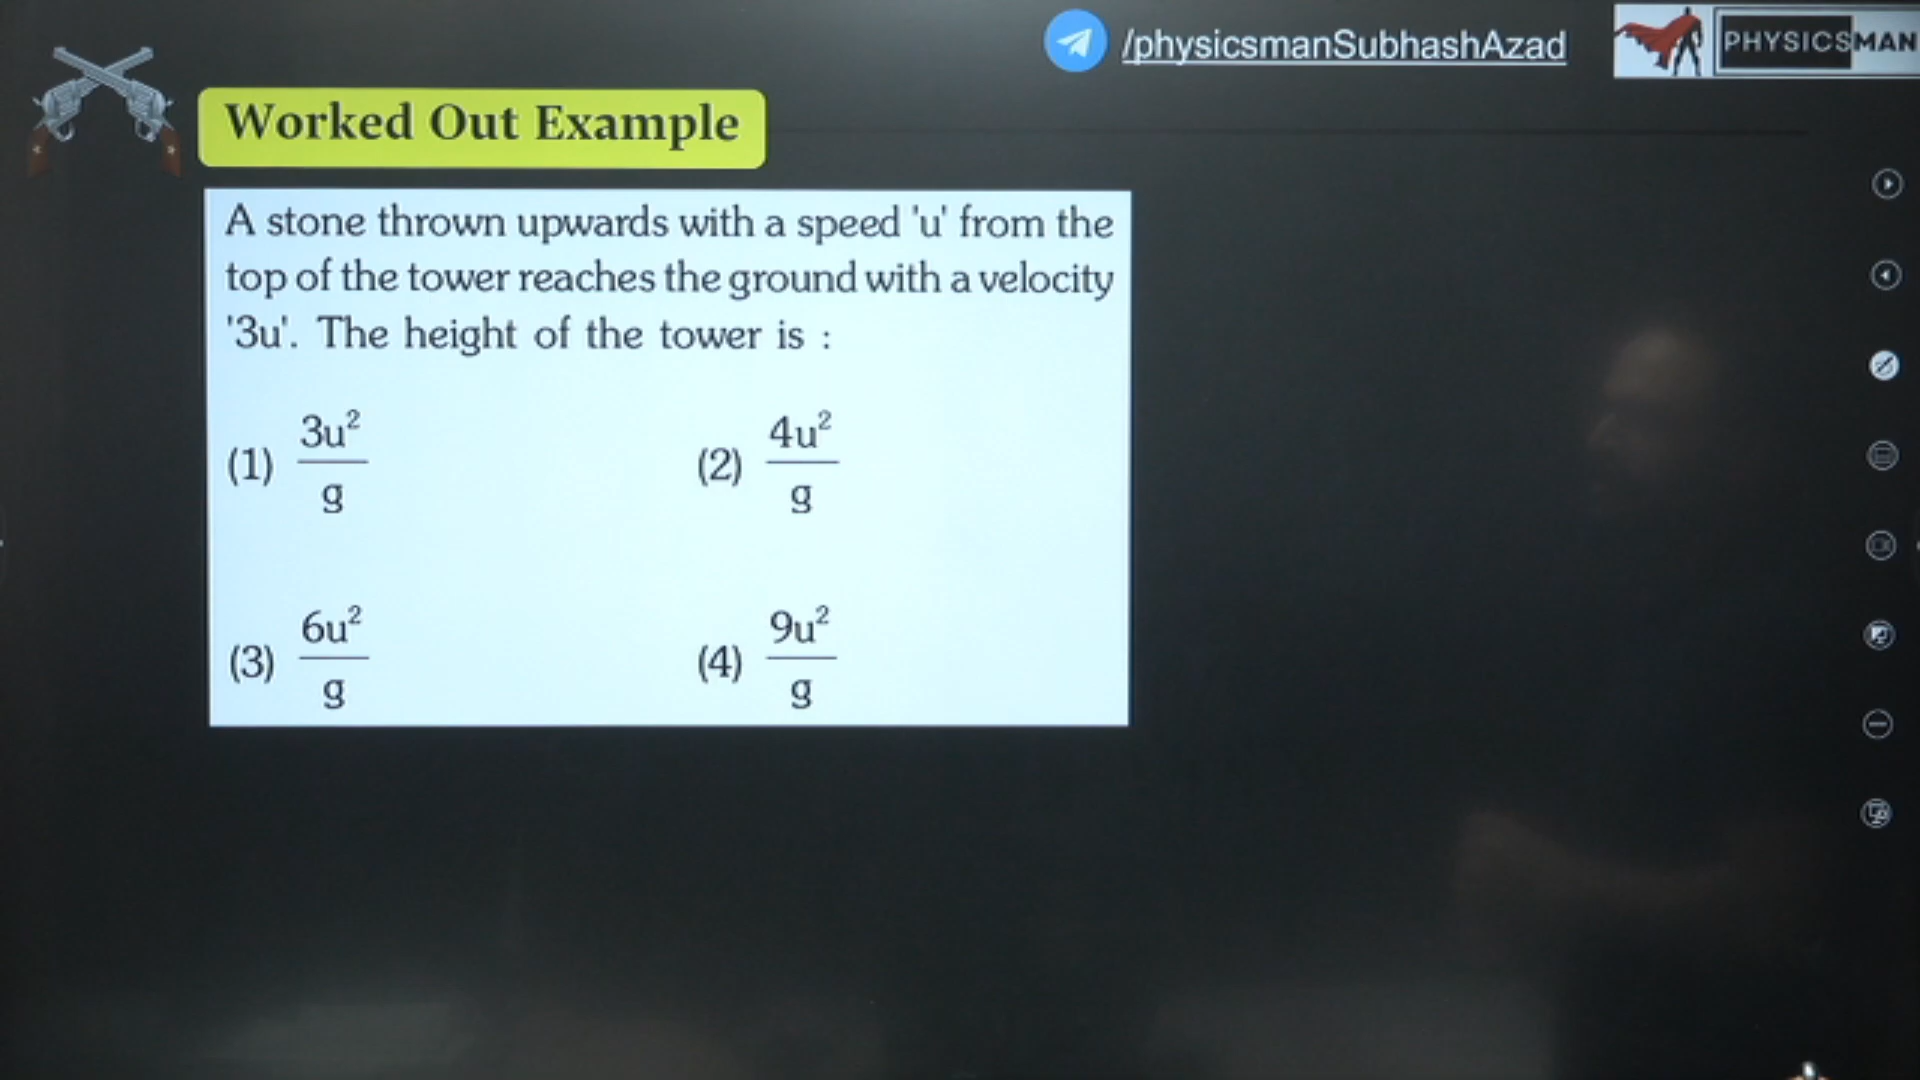 /physicsmanSubhashAzad
PHYSICSMAN
Worked Out Example
A stone thrown upwards with a speed 'u' from the
top of the tower reaches the ground with a velocity
'3u'. The height of the tower is :
(1) 3u²/g (2) 4u²/g
(3) 6u²/g (4) 9u²/g